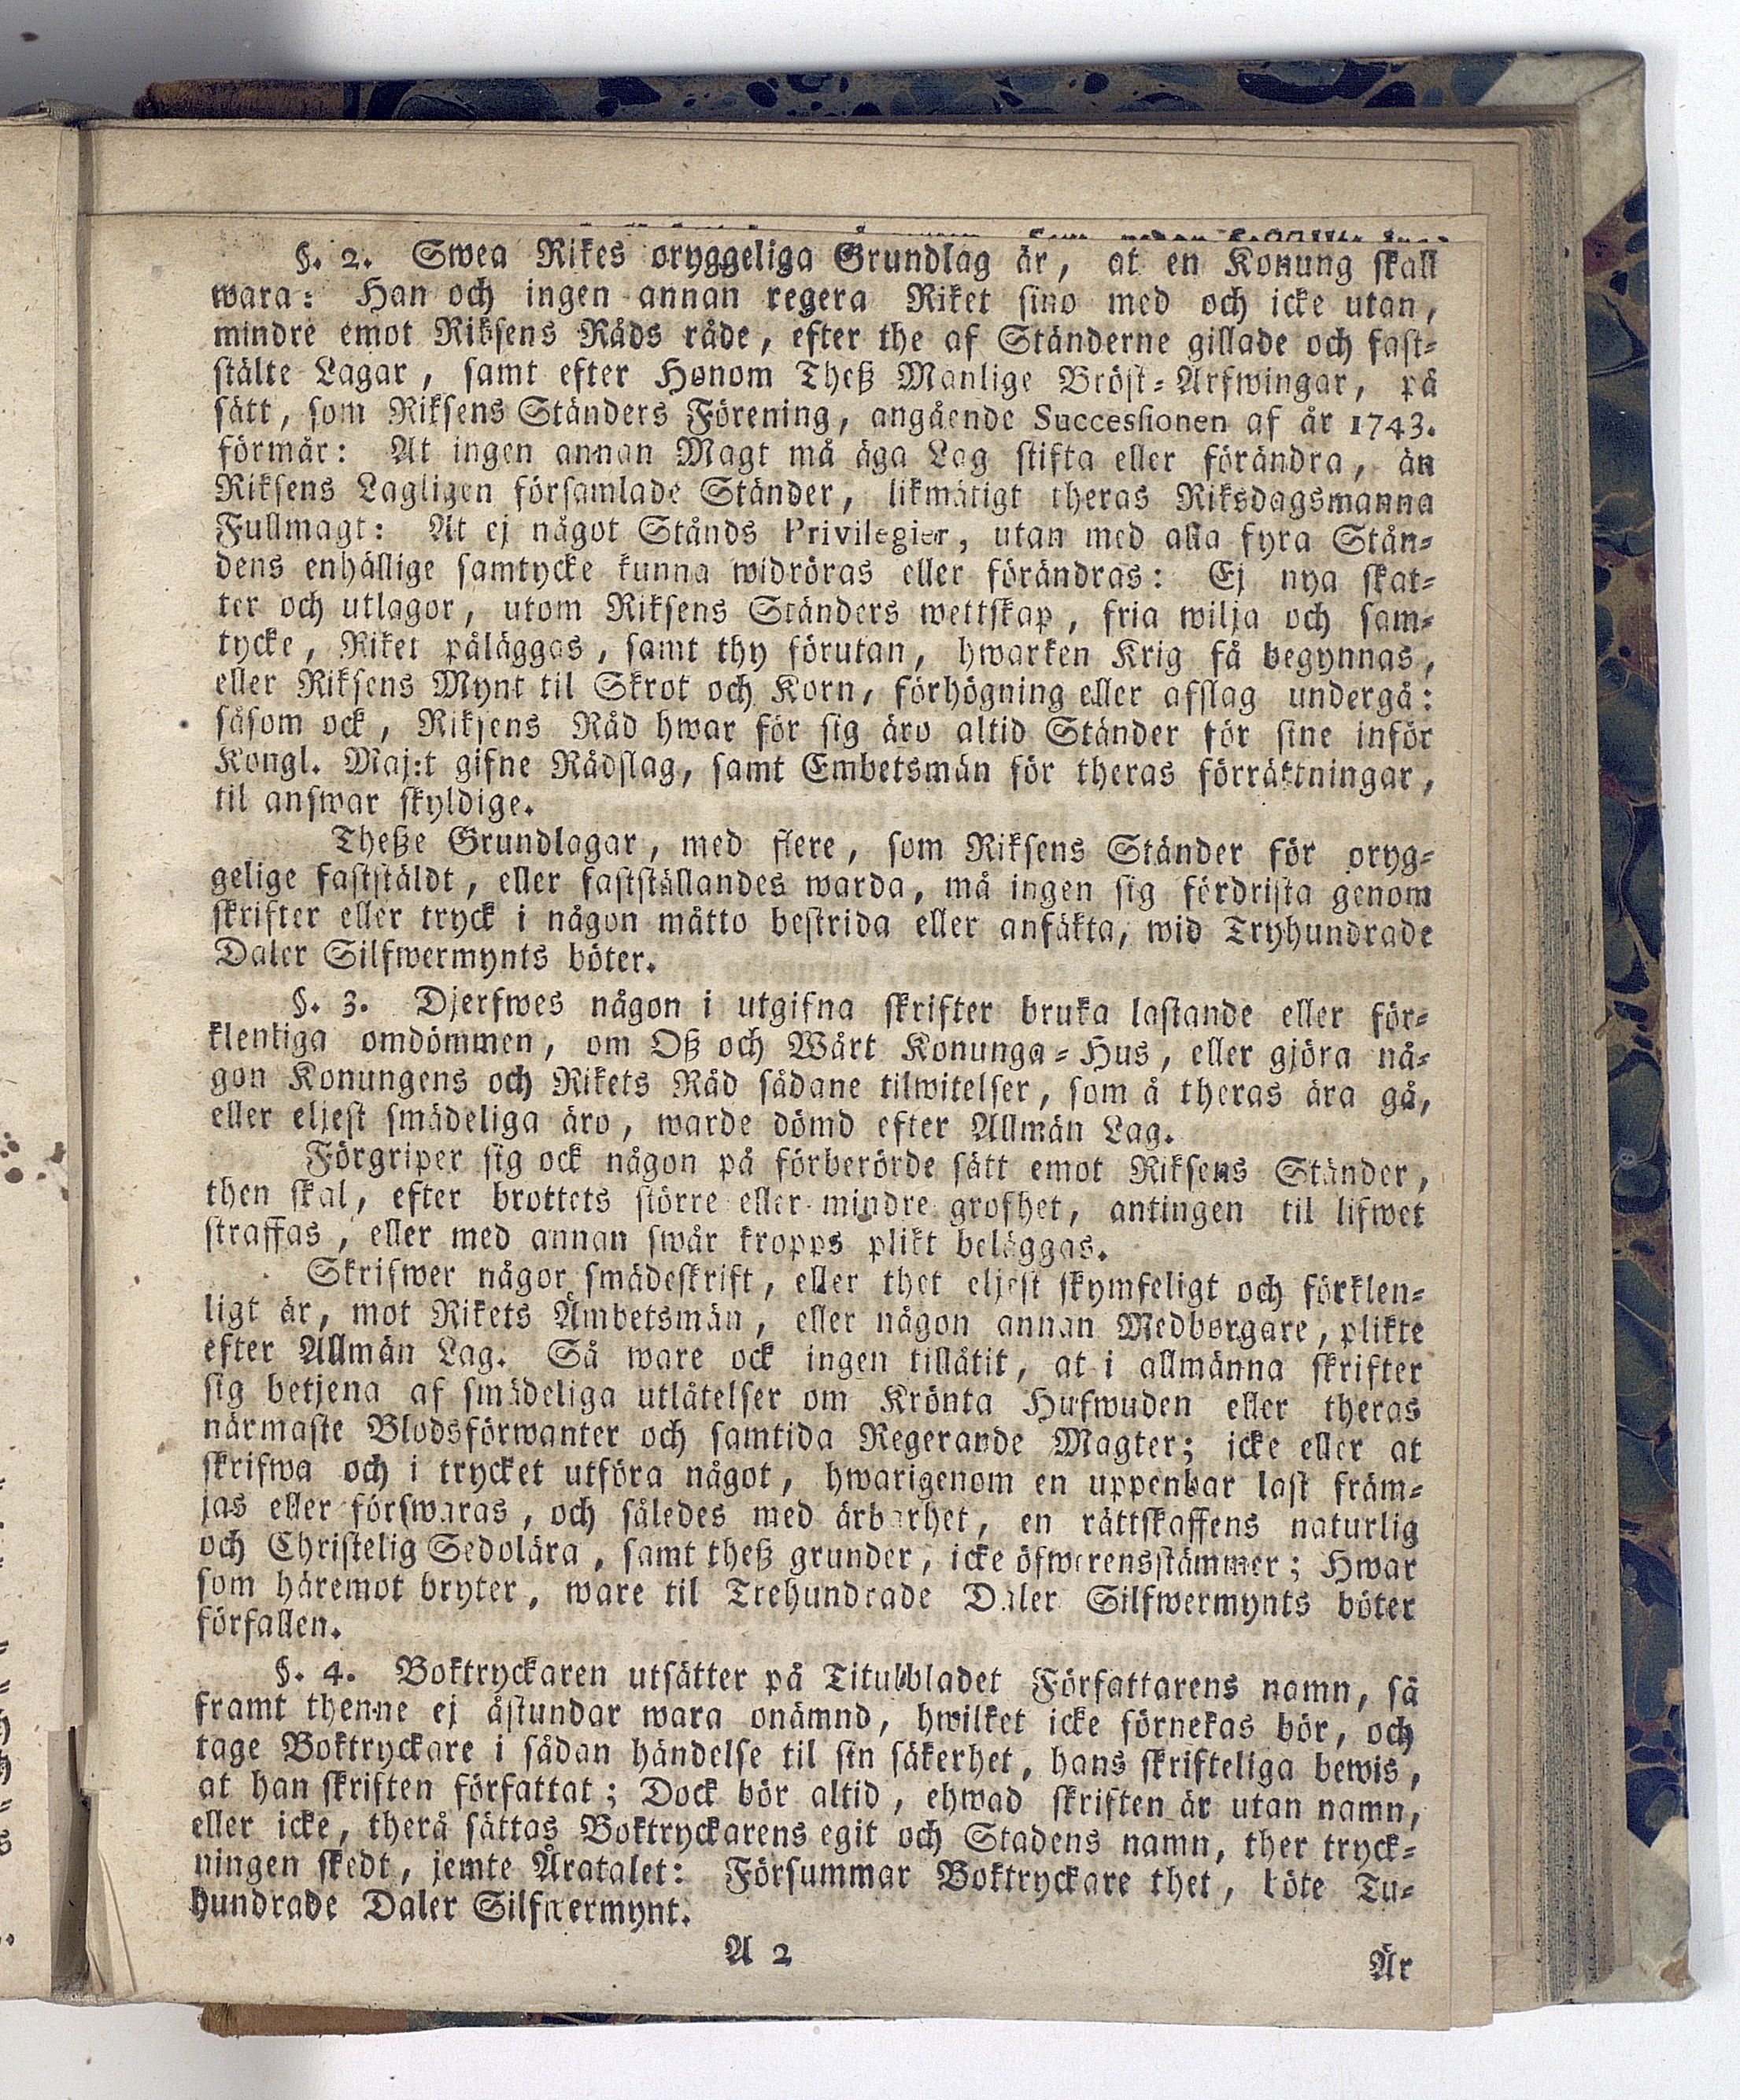 §. 2. Swea Rikes oryggeliga Grundlag är, at en Konung skall
wara: Han och ingen annan regera Riket sino med och icke utan,
mindre emot Riksens Råds råde, efter the af Ständerne gillade och fast-
stälte Lagar, samt efter Honom Theß Manlige Bröst-Arfwingar, på
sätt, som Riksens Ständers Förening, angående Successionen af år 1743.
förmår: At ingen annan Magt må äga Lag stifta eller förändra, än
Riksens Lagligen församlade Ständer, likmätigt theras Riksdagsmanna
Fullmagt: At ej något Stånds Privilegier, utan med alla fyra Stån-
dens enhällige samtycke kunna widröras eller förändras: Ej nya skat-
ter och utlagor, utom Riksens Ständers wettskap, fria wilja och sam-
tycke, Riket påläggas, samt thy förutan, hwarken Krig få begynnas,
eller Riksens Mynt til Skrot och Korn, förhögning eller afslag undergå:
såsom ock, Riksens Råd hwar för sig äro altid Ständer för sine inför
Kongl. Maj:t gifne Rådslag, samt Embetsmän för theras förrättningar,
til answar skyldige.
Theße Grundlagar, med flere, som Riksens Ständer för oryg-
gelige faststäldt, eller fastställandes warda, må ingen sig fördrista genom
skrifter eller tryck i någon måtto bestrida eller anfäkta, wid Tryhundrade
Daler Silfwermynts böter.
§. 3. Djerfwes någon i utgifna skrifter bruka lastande eller för-
klenliga omdömmen, om Oß och Wårt Konunga-Hus, eller gjöra nå-
gon Konungens och Rikets Råd sådane tilwitelser, som å theras ära gå,
eller eljest smädeliga äro, warde dömd efter Allmän Lag.
Förgriper sig ock någon på förberörde sätt emot Riksens Ständer,
then skal, efter brottets större eller mindre grofhet, antingen til lifwet
straffas, eller med annan swår kropps plikt beläggas.
Skrifwer någor smädeskrift, eller thet eljest skymfeligt och förklen-
ligt är, mot Rikets Ämbetsmän, eller någon annan Medborgare, plikte
efter Allmän Lag. Så ware ock ingen tillåtit, at i allmänna skrifter
sig betjena af smädeliga utlåtelser om Krönta Hufwuden eller theras
närmaste Blodsförwanter och samtida Regerande Magter; icke eller at
skrifwa och i trycket utföra något, hwarigenom en uppenbar last främ-
jas eller förswaras, och således med ärbarhet, en rättskaffens naturlig
och Christelig Sedolära, samt theß grunder, icke öfwerensstämmer; Hwar
som häremot bryter, ware til Trehundrade Daler Silfwermynts böter
förfallen.
§. 4. Boktryckaren utsätter på Titulbladet Författarens namn, så
framt thenne ej åstundar wara onämnd, hwilket icke förnekas bör, och
tage Boktryckare i sådan händelse til sin säkerhet, hans skrifteliga bewis,
at han skriften författat; Dock bör altid, ehwad skriften är utan namn,
eller icke, therå sättas Boktryckarens egit och Stadens namn, ther tryck-
ningen skedt, jemte Åratalet: Försummar Boktryckare thet, böte Tu-
hundrade Daler Silfwermynt.
A 2
Är